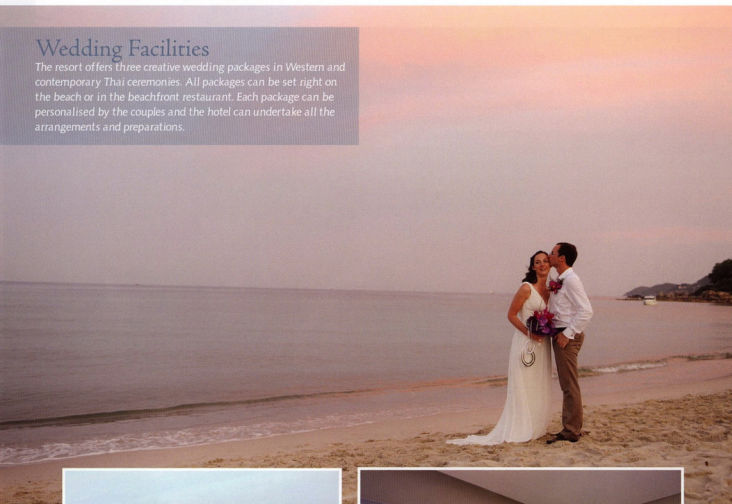 Wedding Facilities
The resort offers three creative wedding packages in Western and
contemporary Thai ceremonies. All packages can be set right on
the beach or in the beachfront restaurant. Each package can be
personalised by the couples and the hotel can undertake all the
arrangements and preparations.